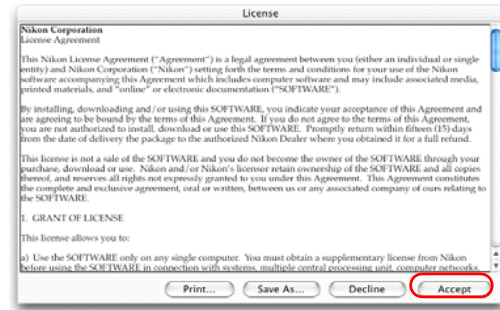 License
Nikon Corporation
License Agreement
This Nikon License Agreement ("Agreement") is a legal agreement between you (either an individual or single
entity) and Nikon Corporation ("Nikon") setting forth the terms and conditions for your use of the Nikon
software accompanying this Agreement which includes computer software and may include associated media,
printed materials, and "online" or electronic documentation ("SOFTWARE").
By installing, downloading and/or using this SOFTWARE, you indicate your acceptance of this Agreement and
are agreeing to be bound by the terms of this Agreement. If you do not agree to the terms of this Agreement,
you are not authorized to install, download or use this SOFTWARE. Promptly return within fifteen (15) days
from the date of delivery the package to the authorized Nikon Dealer where you obtained it for a full refund.
This license is not a sale of the SOFTWARE and you do not become the owner of the SOFTWARE through your
purchase, download or use. Nikon and/or Nikon's licensor retain ownership of the SOFTWARE and all copies
thereof, and reserves all rights not expressly granted to you under this Agreement. This Agreement constitutes
the complete and exclusive agreement, oral or written, between us or any associated company of ours relating to
the SOFTWARE.
1. GRANT OF LICENSE
This license allows you to:
a) Use the SOFTWARE only on any single computer. You must obtain a supplementary license from Nikon
before using the SOFTWARE in connection with systems, multiple central processing unit, computer networks,
Print... Save As... Decline Accept